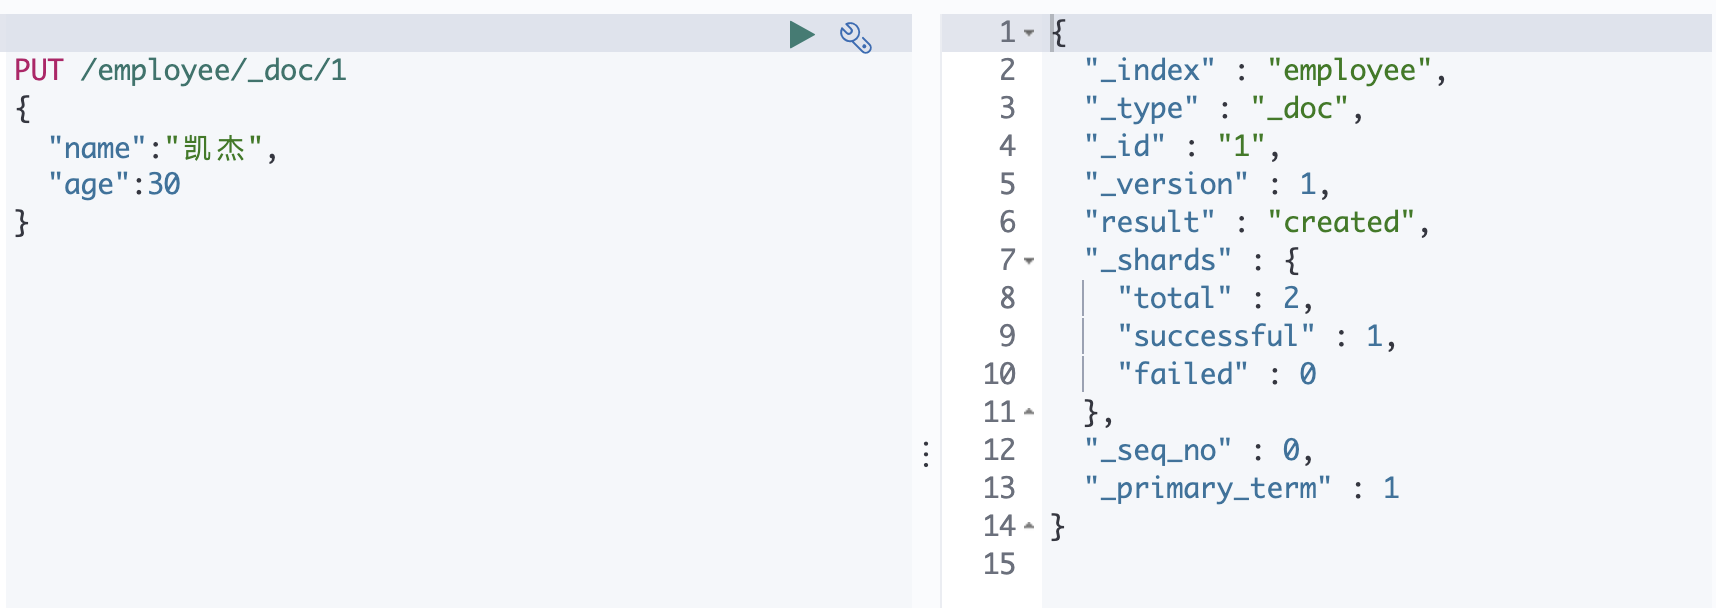 PUT /employee/_doc/1
{
  "name":"凯杰",
  "age":30
}
1 {
2   "_index" : "employee",
3   "_type" : "_doc",
4   "_id" : "1",
5   "_version" : 1,
6   "result" : "created",
7   "_shards" : {
8     "total" : 2,
9     "successful" : 1,
10     "failed" : 0
11   },
12   "_seq_no" : 0,
13   "_primary_term" : 1
14 }
15